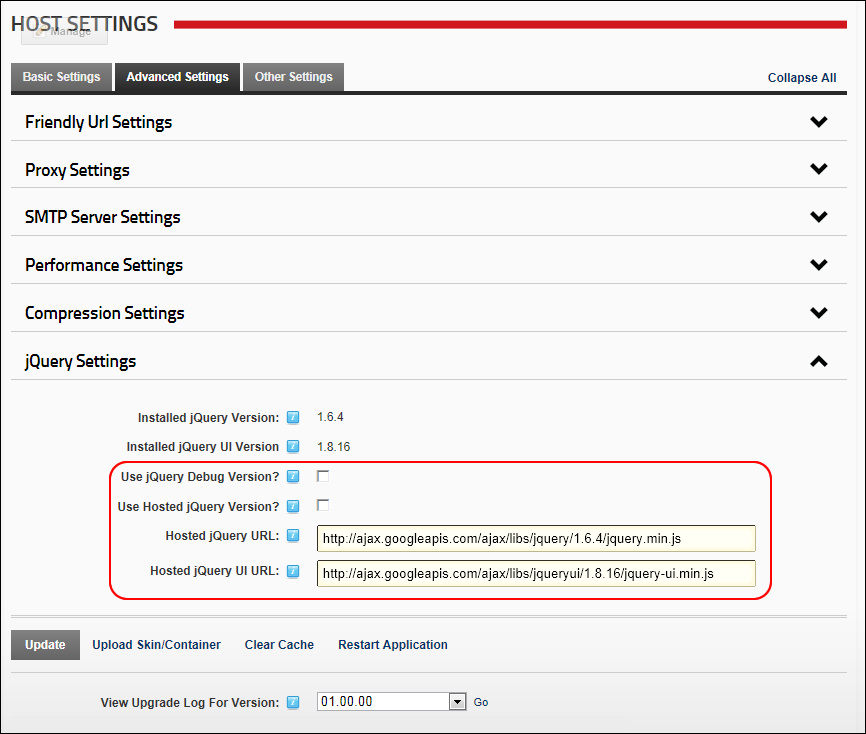 HOST SETTINGS
Manage
Basic Settings Advanced Settings Other Settings Collapse All
Friendly Url Settings
Proxy Settings
SMTP Server Settings
Performance Settings
Compression Settings
jQuery Settings
Installed jQuery Version: 1.6.4
Installed jQuery UI Version 1.8.16
Use jQuery Debug Version?
Use Hosted jQuery Version?
Hosted jQuery URL: http://ajax.googleapis.com/ajax/libs/jquery/1.6.4/jquery.min.js
Hosted jQuery UI URL: http://ajax.googleapis.com/ajax/libs/jqueryui/1.8.16/jquery-ui.min.js
Update Upload Skin/Container Clear Cache Restart Application
View Upgrade Log For Version: 01.00.00 Go